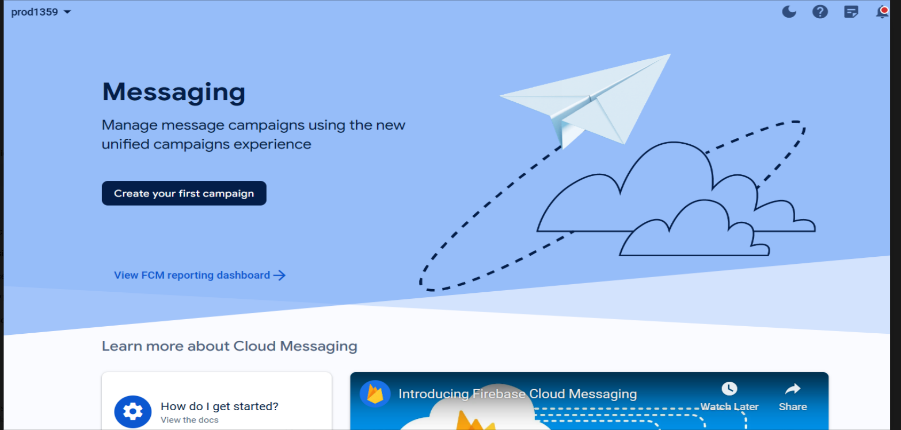 prod1359
Messaging
Manage message campaigns using the new
unified campaigns experience
Create your first campaign
View FCM reporting dashboard
Learn more about Cloud Messaging
How do I get started?
View the docs
Introducing Firebase Cloud Messaging
Watch Later
Share